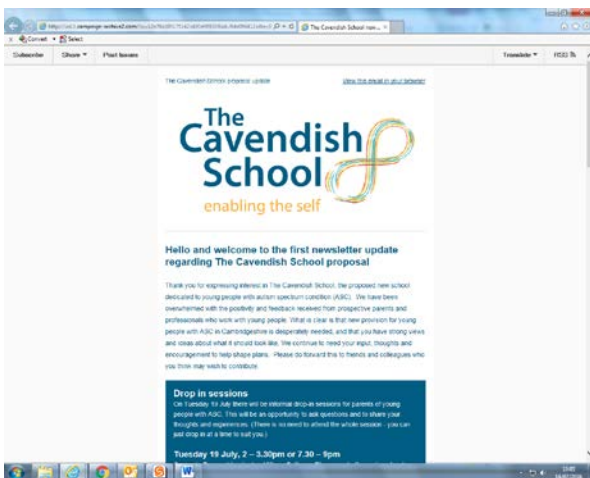 The Cavendish School new...
Convert Select
Subscribe Share Past Issues Translate RSS
The Cavendish School proposal update View this email in your browser
The
Cavendish
School
enabling the self
Hello and welcome to the first newsletter update
regarding The Cavendish School proposal
Thank you for expressing interest in The Cavendish School, the proposed new school
dedicated to young people with autism spectrum condition (ASC). We have been
overwhelmed with the positivity and feedback received from prospective parents and
professionals who work with young people. What is clear is that new provision for young
people with ASC in Cambridgeshire is desperately needed, and that you have strong views
and ideas about what it should look like. We continue to need your input, thoughts and
encouragement to help shape plans. Please do forward this to friends and colleagues who
you think may wish to contribute.
Drop in sessions
On Tuesday 19 July there will be informal drop-in sessions for parents of young
people with ASC. This will be an opportunity to ask questions and to share your
thoughts and experiences. (There is no need to attend the whole session - you can
just drop in at a time to suit you.)
Tuesday 19 July, 2 – 3.30pm or 7.30 – 9pm